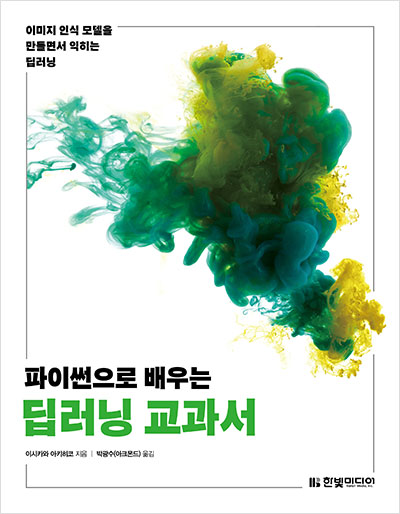 이미지 인식 모델을
만들면서 익히는
딥러닝
파이썬으로 배우는
딥러닝 교과서
이시카와 아키히코 지음 | 박광수(아크몬드) 옮김
한빛미디어